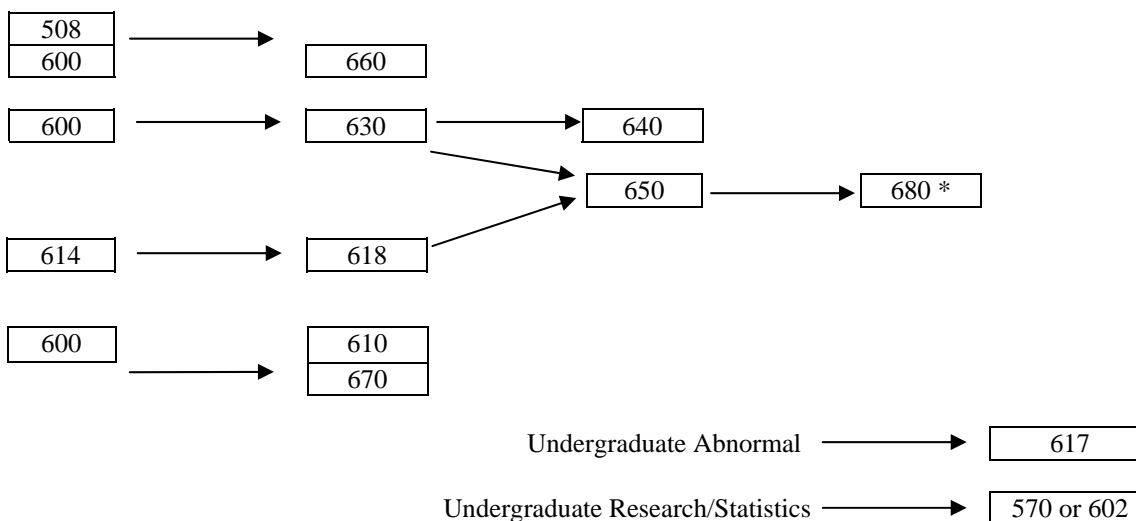 508
600 660
600 630 640
650 680 *
614 618
600 610
670
Undergraduate Abnormal 617
Undergraduate Research/Statistics 570 or 602